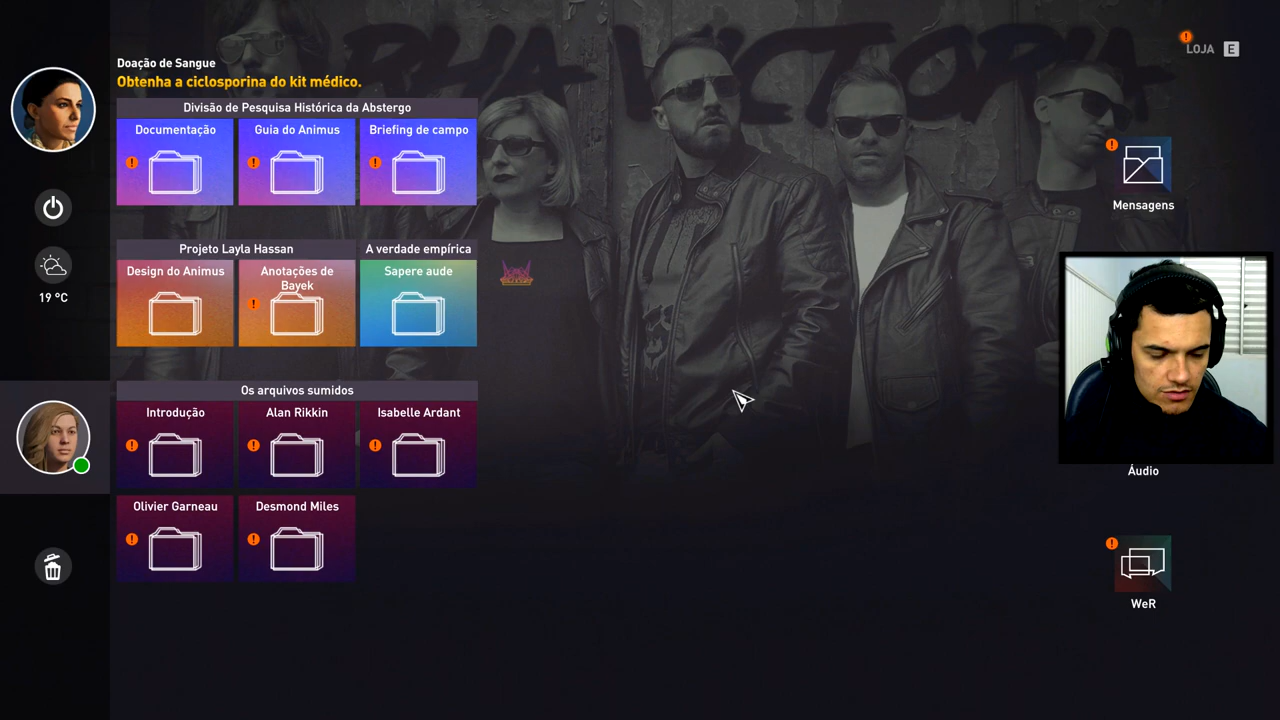 LOJA E
Doação de Sangue
Obtenha a ciclosporina do kit médico.
Divisão de Pesquisa Histórica da Abstergo
Documentação
Guia do Animus
Briefing de campo
Mensagens
Projeto Layla Hassan
A verdade empírica
Design do Animus
Anotações de
Bayek
Sapere aude
19 °C
Os arquivos sumidos
Introdução
Alan Rikkin
Isabelle Ardant
Áudio
Olivier Garneau
Desmond Miles
WeR